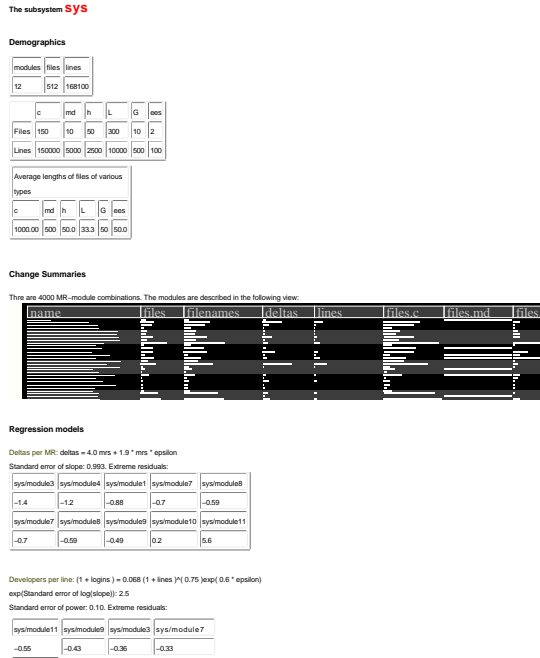 The subsystem sys
Demographics
modules files lines
12 512 168100
c md h L G ees
Files 150 10 50 300 10 2
Lines 150000 5000 2500 10000 500 100
Average lengths of files of various
types
c md h L G ees
1000.00 500 50.0 33.3 50 50.0
Change Summaries
Thre are 4000 MR−module combinations. The modules are described in the following view:
name files filenames deltas lines files.c files.md files
Regression models
Deltas per MR: deltas = 4.0 mrs + 1.9 * mrs * epsilon
Standard error of slope: 0.993. Extreme residuals:
sys/module3 sys/module4 sys/module1 sys/module7 sys/module8
−1.4 −1.2 −0.88 −0.7 −0.59
sys/module7 sys/module8 sys/module9 sys/module10 sys/module11
−0.7 −0.59 −0.49 0.2 5.6
Developers per line: (1 + logins ) = 0.068 (1 + lines )^( 0.75 )exp( 0.6 * epsilon)
exp(Standard error of log(slope)): 2.5
Standard error of power: 0.10. Extreme residuals:
sys/module11 sys/module9 sys/module3 sys/module7
−0.55 −0.43 −0.36 −0.33